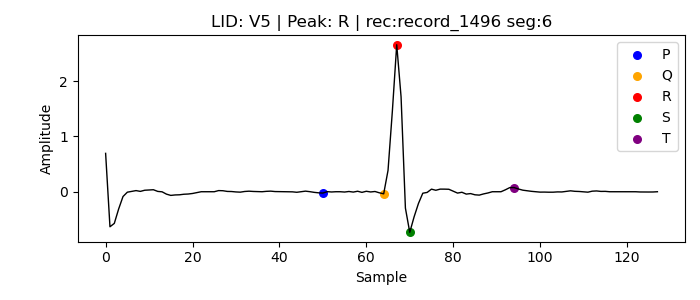 LID: V5 | Peak: R | rec:record_1496 seg:6
Amplitude
2
1
0
0
20
40
60
80
100
120
Sample
P
Q
R
S
T